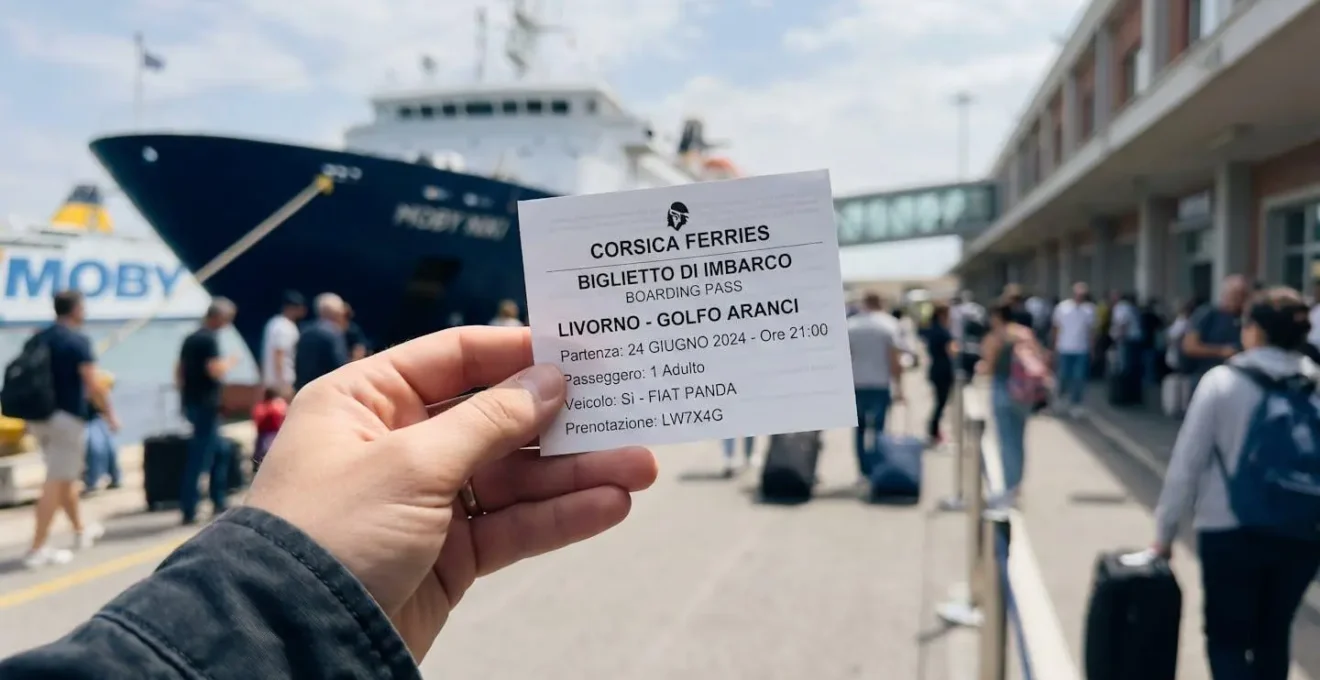 MOBY
CORSICA FERRIES
BIGLIETTO DI IMBARCO
BOARDING PASS
LIVORNO - GOLFO ARANCI
Partenza: 24 GIUGNO 2024 - Ore 21:00
Passeggero: 1 Adulto
Veicolo: Sì - FIAT PANDA
Prenotazione: LW7X4G
MOBY